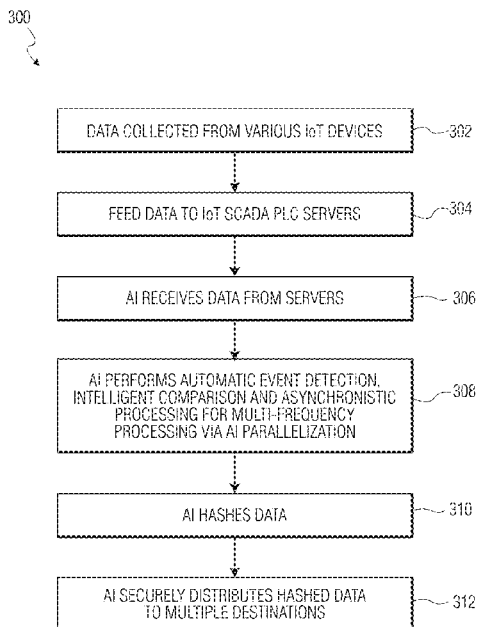 300
DATA COLLECTED FROM VARIOUS IoT DEVICES
302
FEED DATA TO IoT SCADA PLC SERVERS
304
AI RECEIVES DATA FROM SERVERS
306
AI PERFORMS AUTOMATIC EVENT DETECTION,
INTELLIGENT COMPARISON AND ASYNCHRONISTIC
PROCESSING FOR MULTI-FREQUENCY
PROCESSING VIA AI PARALLELIZATION
308
AI HASHES DATA
310
AI SECURELY DISTRIBUTES HASHED DATA
TO MULTIPLE DESTINATIONS
312